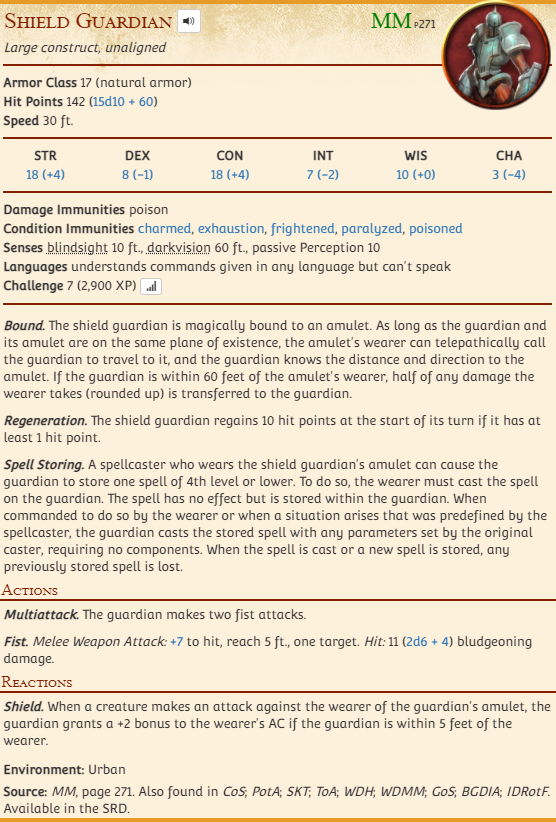 SHIELD GUARDIAN MM P271
Large construct, unaligned
Armor Class 17 (natural armor)
Hit Points 142 (15d10 + 60)
Speed 30 ft.
STR DEX CON INT WIS CHA
18 (+4) 8 (−1) 18 (+4) 7 (−2) 10 (+0) 3 (−4)
Damage Immunities poison
Condition Immunities charmed, exhaustion, frightened, paralyzed, poisoned
Senses blindsight 10 ft., darkvision 60 ft., passive Perception 10
Languages understands commands given in any language but can't speak
Challenge 7 (2,900 XP)
Bound. The shield guardian is magically bound to an amulet. As long as the guardian and
its amulet are on the same plane of existence, the amulet's wearer can telepathically call
the guardian to travel to it, and the guardian knows the distance and direction to the
amulet. If the guardian is within 60 feet of the amulet's wearer, half of any damage the
wearer takes (rounded up) is transferred to the guardian.
Regeneration. The shield guardian regains 10 hit points at the start of its turn if it has at
least 1 hit point.
Spell Storing. A spellcaster who wears the shield guardian's amulet can cause the
guardian to store one spell of 4th level or lower. To do so, the wearer must cast the spell
on the guardian. The spell has no effect but is stored within the guardian. When
commanded to do so by the wearer or when a situation arises that was predefined by the
spellcaster, the guardian casts the stored spell with any parameters set by the original
caster, requiring no components. When the spell is cast or a new spell is stored, any
previously stored spell is lost.
ACTIONS
Multiattack. The guardian makes two fist attacks.
Fist. Melee Weapon Attack: +7 to hit, reach 5 ft., one target. Hit: 11 (2d6 + 4) bludgeoning
damage.
REACTIONS
Shield. When a creature makes an attack against the wearer of the guardian's amulet, the
guardian grants a +2 bonus to the wearer's AC if the guardian is within 5 feet of the
wearer.
Environment: Urban
Source: MM, page 271. Also found in CoS; PotA; SKT; ToA; WDH; WDMM; GoS; BGDIA; IDRotF.
Available in the SRD.